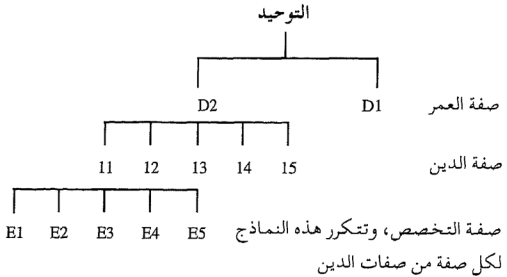 التوحيد
صفة العمر D1 D2
صفة الدين 15 14 13 12 11
صفة التخصص، وتتكرر هذه النماذج E5 E4 E3 E2 E1
لكل صفة من صفات الدين